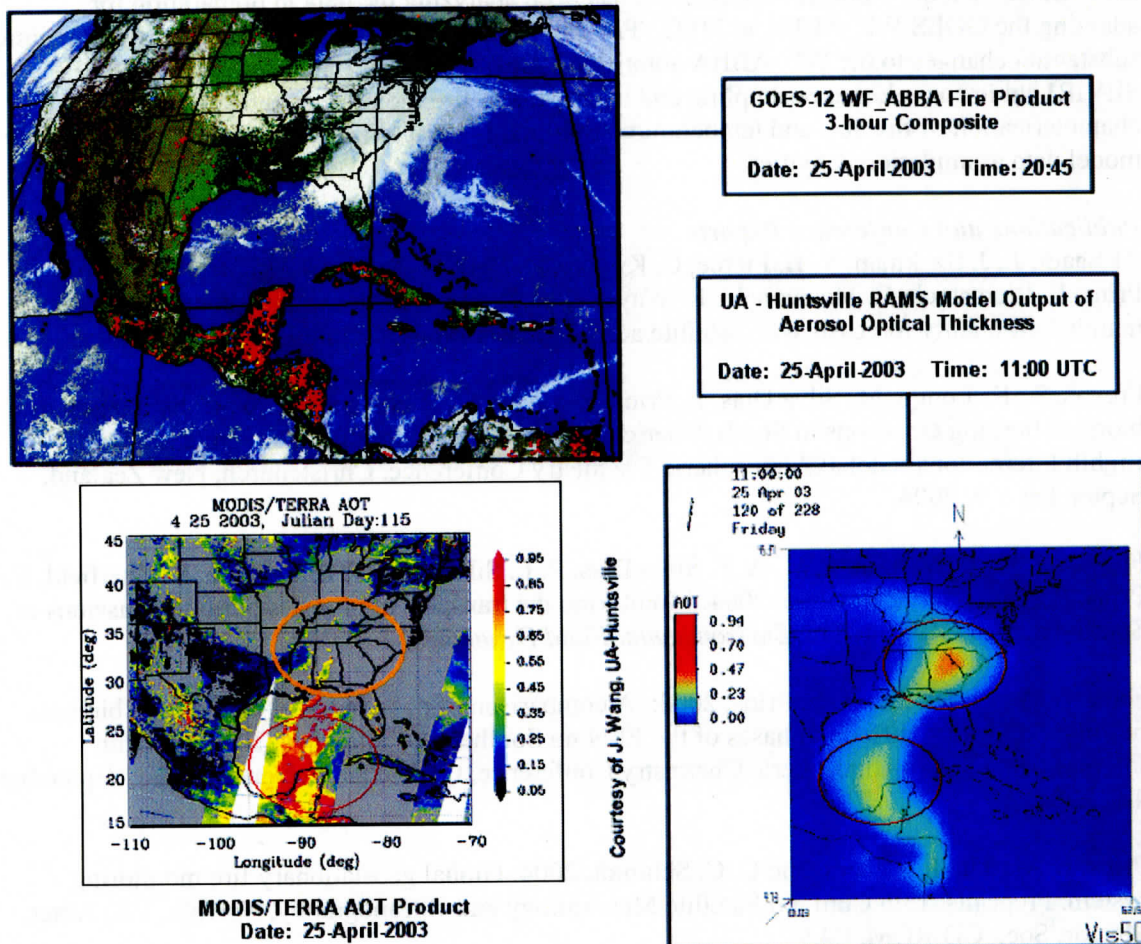 GOES-12 WF_ABBA Fire Product
3-hour Composite
Date: 25-April-2003 Time: 20:45
UA - Huntsville RAMS Model Output of
Aerosol Optical Thickness
Date: 25-April-2003 Time: 11:00 UTC
MODIS/TERRA AOT
4 25 2003, Julian Day:115
Latitude (deg)
45
40
35
30
25
20
15
-110
-100
-90
-80
-70
Longitude (deg)
0.95
0.85
0.75
0.65
0.55
0.45
0.35
0.25
0.15
0.05
MODIS/TERRA AOT Product
Date: 25-April-2003
Courtesy of J. Wang, UA-Huntsville
11:00:00
25 Apr 03
120 of 228
Friday
N
AOT
0.94
0.70
0.47
0.23
0.00
Vis5